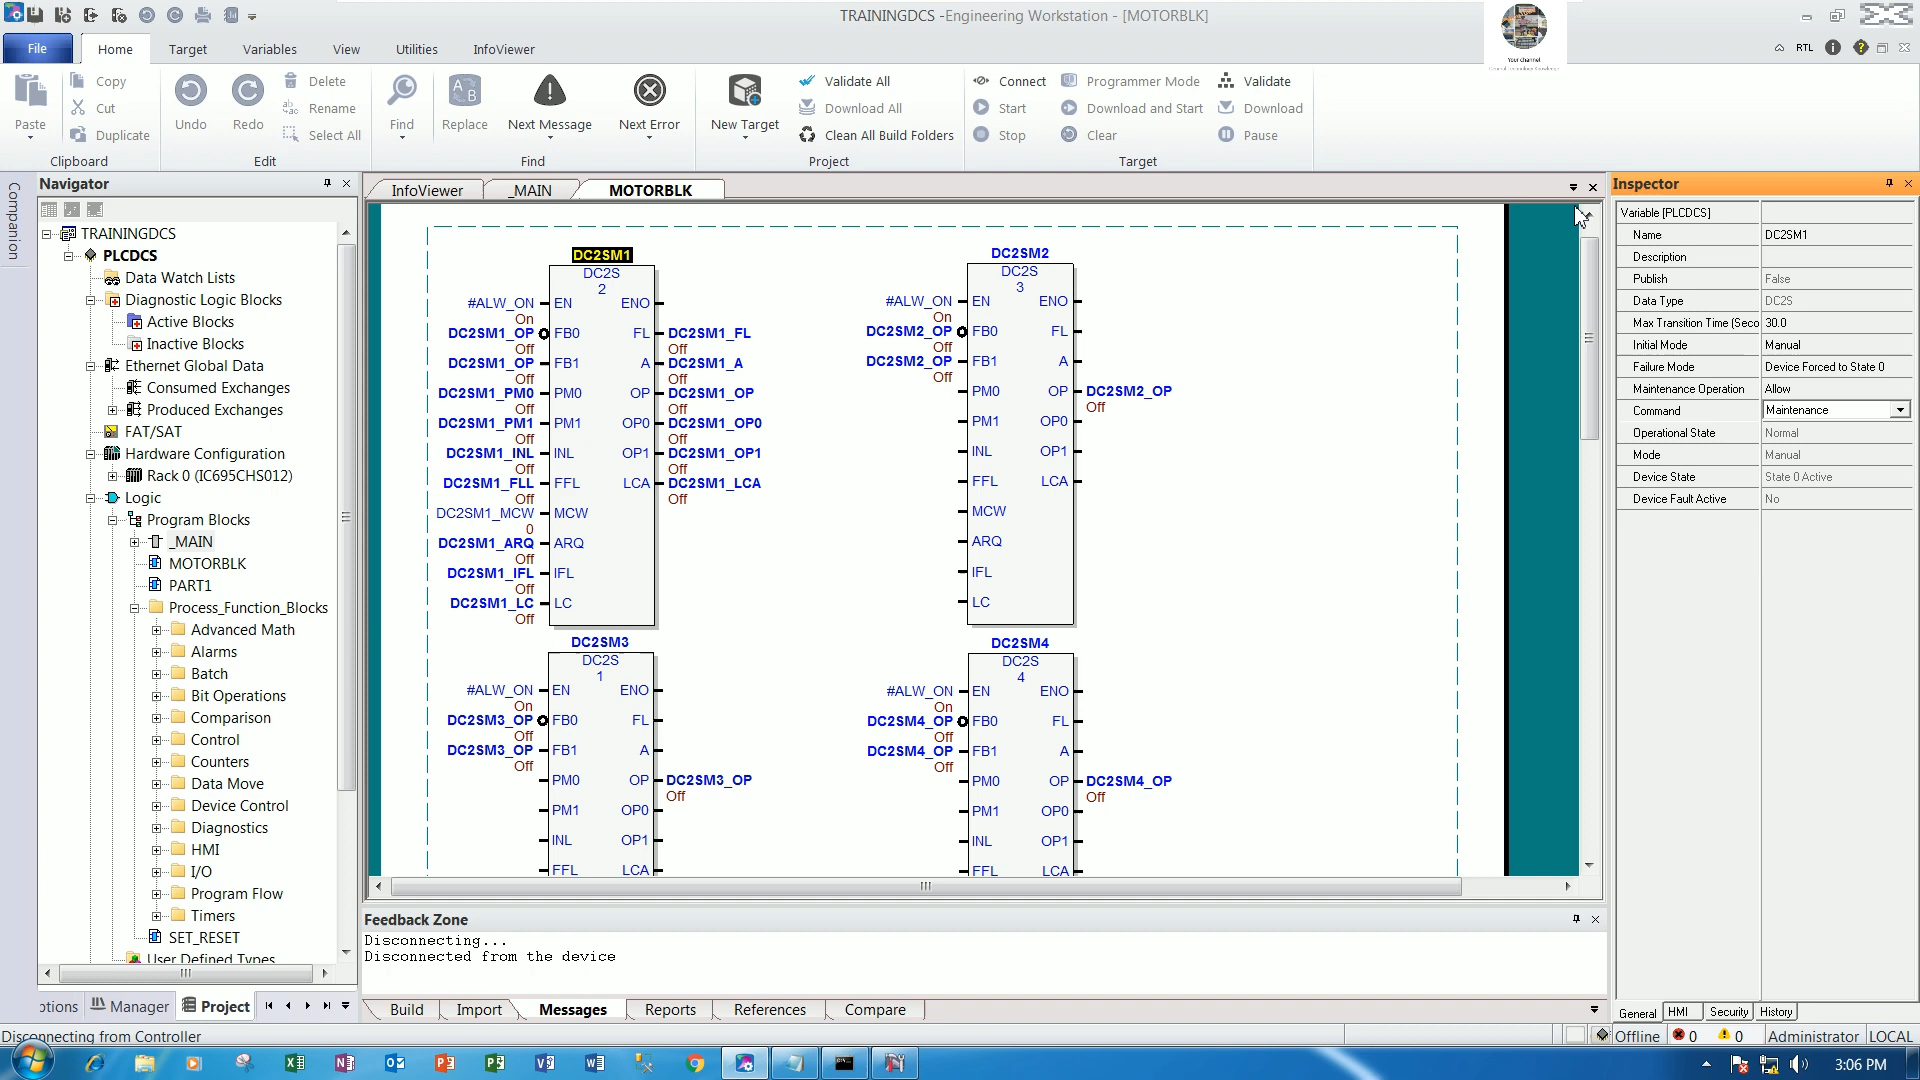 TRAININGDCS -Engineering Workstation - [MOTORBLK]
Your channel
File
Home
Target
Variables
View
Utilities
InfoViewer
RTL
Paste
Copy
Cut
Duplicate
Clipboard
Undo
Redo
Delete
Rename
Select All
Edit
Find
Replace
Next Message
Next Error
Find
New Target
Validate All
Download All
Clean All Build Folders
Project
Connect
Start
Stop
Programmer Mode
Download and Start
Clear
Validate
Download
Pause
Target
Companion
Navigator
TRAININGDCS
PLCDCS
Data Watch Lists
Diagnostic Logic Blocks
Active Blocks
Inactive Blocks
Ethernet Global Data
Consumed Exchanges
Produced Exchanges
FAT/SAT
Hardware Configuration
Rack 0 (IC695CHS012)
Logic
Program Blocks
_MAIN
MOTORBLK
PART1
Process_Function_Blocks
Advanced Math
Alarms
Batch
Bit Operations
Comparison
Control
Counters
Data Move
Device Control
Diagnostics
HMI
I/O
Program Flow
Timers
SET_RESET
User Defined Types
otions
Manager
Project
InfoViewer
_MAIN
MOTORBLK
DC2SM1
DC2S
2
#ALW_ON EN ENO
On
DC2SM1_OP FB0 FL DC2SM1_FL
Off Off
DC2SM1_OP FB1 A DC2SM1_A
Off Off
DC2SM1_PM0 PM0 OP DC2SM1_OP
Off Off
DC2SM1_PM1 PM1 OP0 DC2SM1_OP0
Off Off
DC2SM1_INL INL OP1 DC2SM1_OP1
Off Off
DC2SM1_FLL FFL LCA DC2SM1_LCA
Off Off
DC2SM1_MCW MCW
0
DC2SM1_ARQ ARQ
Off
DC2SM1_IFL IFL
Off
DC2SM1_LC LC
Off
DC2SM2
DC2S
3
#ALW_ON EN ENO
On
DC2SM2_OP FB0 FL
Off
DC2SM2_OP FB1 A
Off
PM0 OP DC2SM2_OP
Off
PM1 OP0
INL OP1
FFL LCA
MCW
ARQ
IFL
LC
DC2SM3
DC2S
1
#ALW_ON EN ENO
On
DC2SM3_OP FB0 FL
Off
DC2SM3_OP FB1 A
Off
PM0 OP DC2SM3_OP
Off
PM1 OP0
INL OP1
FFL LCA
DC2SM4
DC2S
4
#ALW_ON EN ENO
On
DC2SM4_OP FB0 FL
Off
DC2SM4_OP FB1 A
Off
PM0 OP DC2SM4_OP
Off
PM1 OP0
INL OP1
FFL LCA
Feedback Zone
Disconnecting...
Disconnected from the device
Build
Import
Messages
Reports
References
Compare
Inspector
Variable [PLCDCS]
Name DC2SM1
Description
Publish False
Data Type DC2S
Max Transition Time (Seco 30.0
Initial Mode Manual
Failure Mode Device Forced to State 0
Maintenance Operation Allow
Command Maintenance
Operational State Normal
Mode Manual
Device State State 0 Active
Device Fault Active No
General
HMI
Security
History
Disconnecting from Controller
Offline
0
0
Administrator
LOCAL
3:06 PM